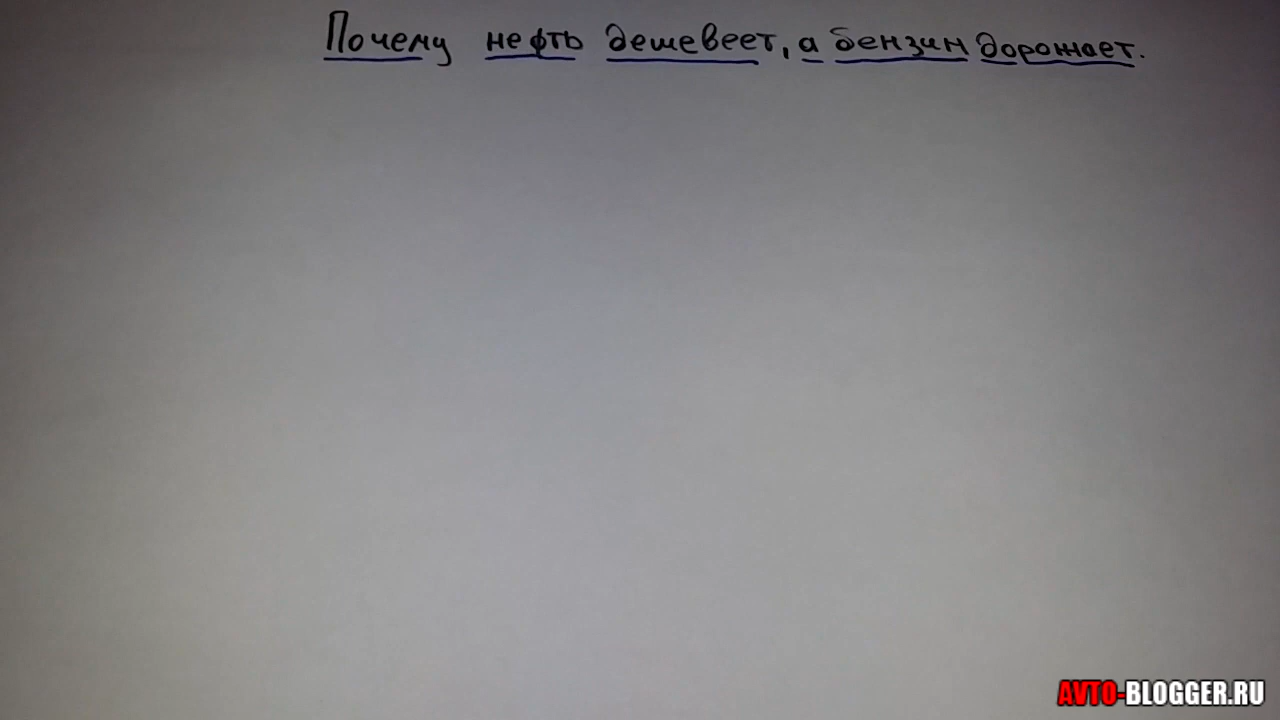 Почему нефть дешевеет, а бензин дорожает.
AVTO-BLOGGER.RU